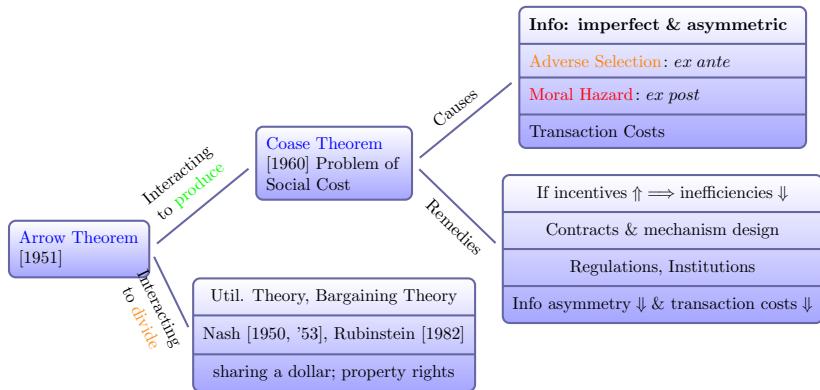 Arrow Theorem
[1951]
Interacting
to produce
Coase Theorem
[1960] Problem of
Social Cost
Causes
Info: imperfect & asymmetric
Adverse Selection: ex ante
Moral Hazard: ex post
Transaction Costs
Remedies
If incentives ⇑ ⟹ inefficiencies ⇓
Contracts & mechanism design
Regulations, Institutions
Info asymmetry ⇓ & transaction costs ⇓
Interacting
to divide
Util. Theory, Bargaining Theory
Nash [1950, '53], Rubinstein [1982]
sharing a dollar; property rights